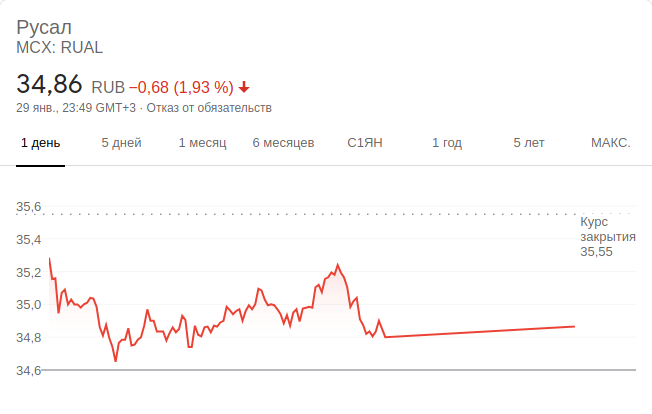 Русал
MCX: RUAL
34,86 RUB −0,68 (1,93 %)
29 янв., 23:49 GMT+3 · Отказ от обязательств
1 день 5 дней 1 месяц 6 месяцев С1ЯН 1 год 5 лет МАКС.
35,6
Курс
закрытия
35,55
35,4
35,2
35,0
34,8
34,6